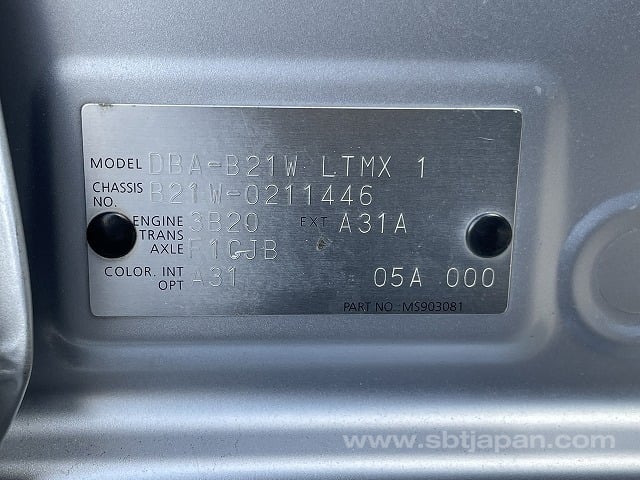 MODEL DBA-B21W LTMX 1
CHASSIS NO. B21W-0211446
ENGINE 3B20 EXT A31A
TRANS AXLE F1CJB
COLOR. INT OPT A31 05A 000
PART NO. MS903081
www.sbtjapan.com